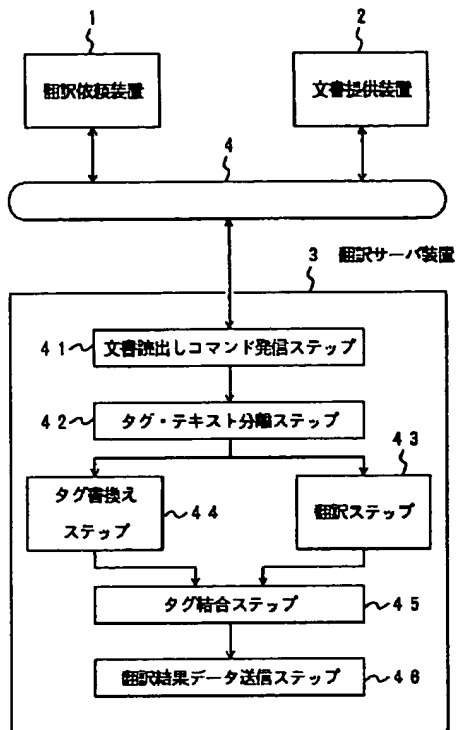 1
2
翻訳依頼装置
文書提供装置
4
3 翻訳サーバ装置
41
文書読出しコマンド発信ステップ
42
タグ・テキスト分離ステップ
43
タグ書換え
ステップ
44
翻訳ステップ
タグ結合ステップ
45
翻訳結果データ送信ステップ
46